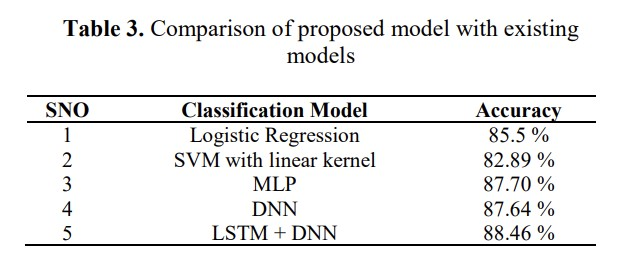 Table 3. Comparison of proposed model with existing
models
SNO Classification Model Accuracy
1 Logistic Regression 85.5 %
2 SVM with linear kernel 82.89 %
3 MLP 87.70 %
4 DNN 87.64 %
5 LSTM + DNN 88.46 %